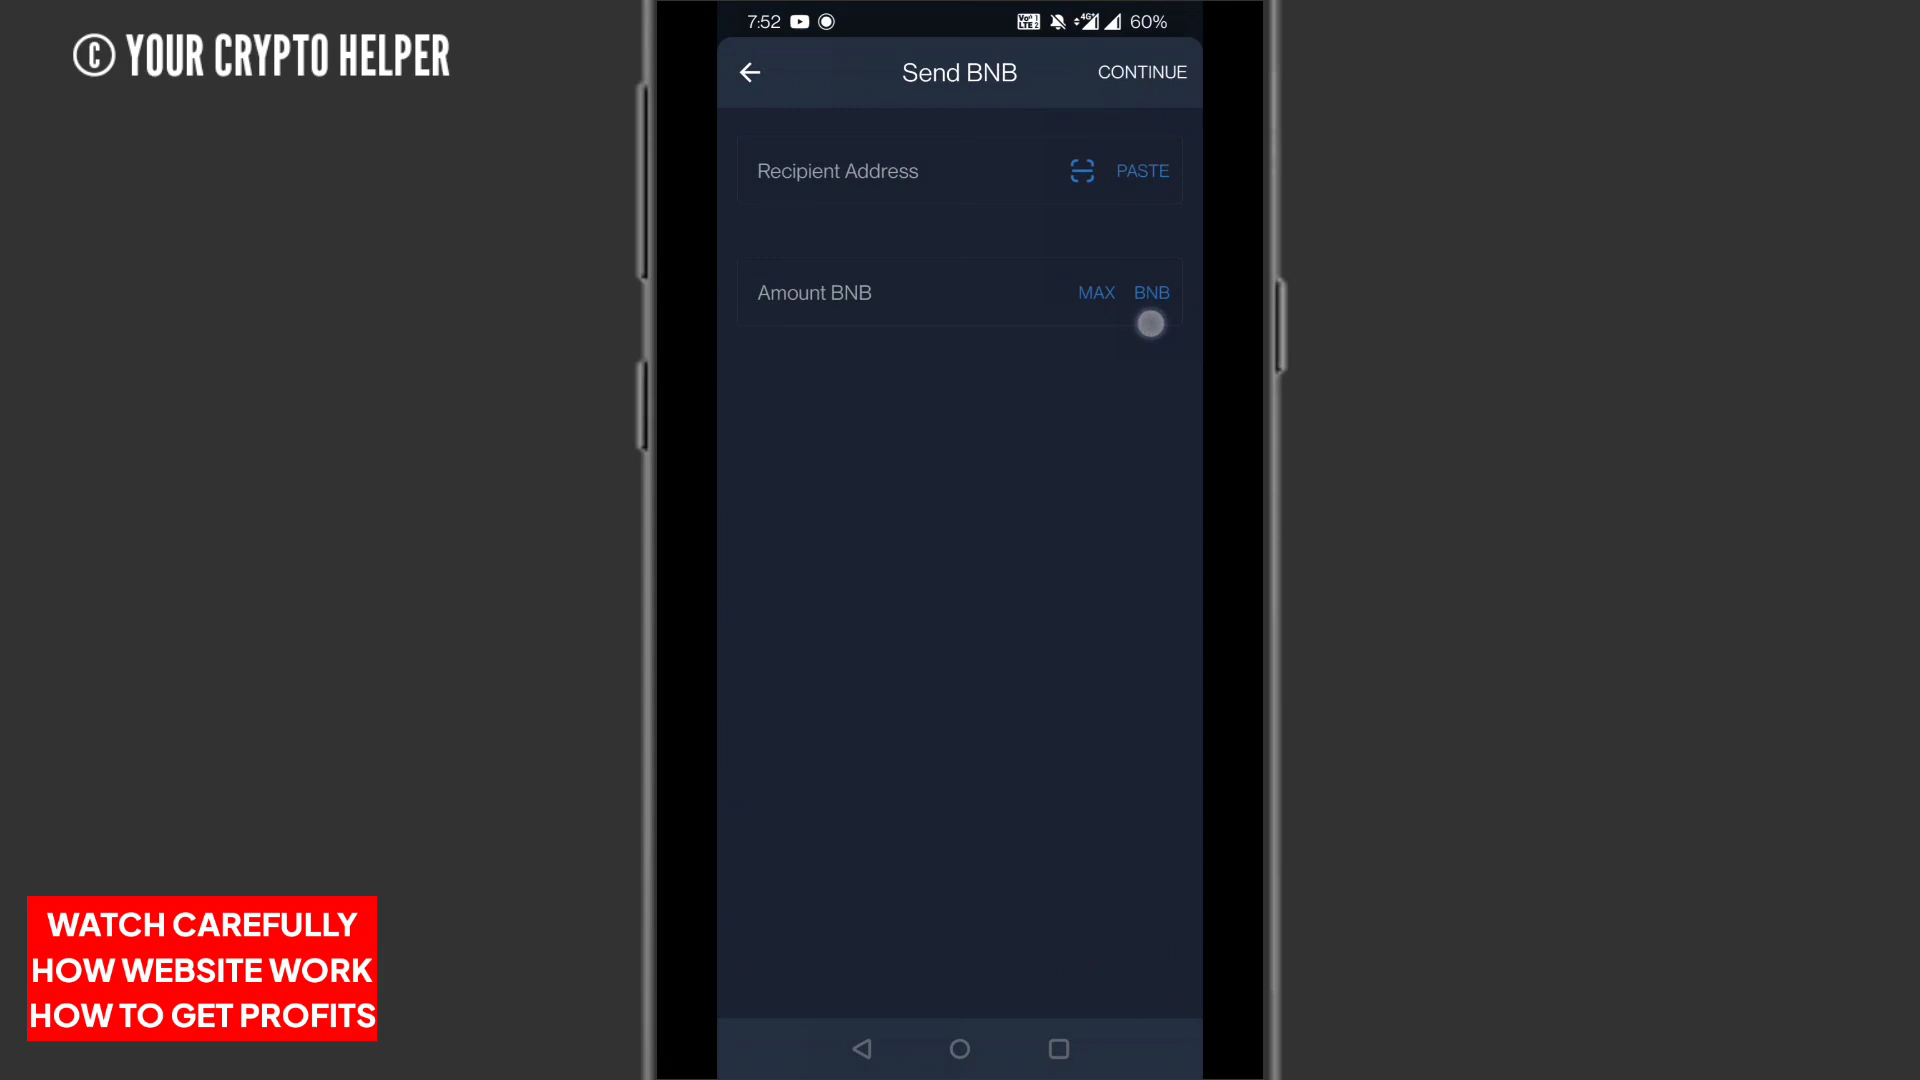 © YOUR CRYPTO HELPER
7:52
60%
Send BNB
CONTINUE
Recipient Address
PASTE
Amount BNB
MAX BNB
WATCH CAREFULLY
HOW WEBSITE WORK
HOW TO GET PROFITS